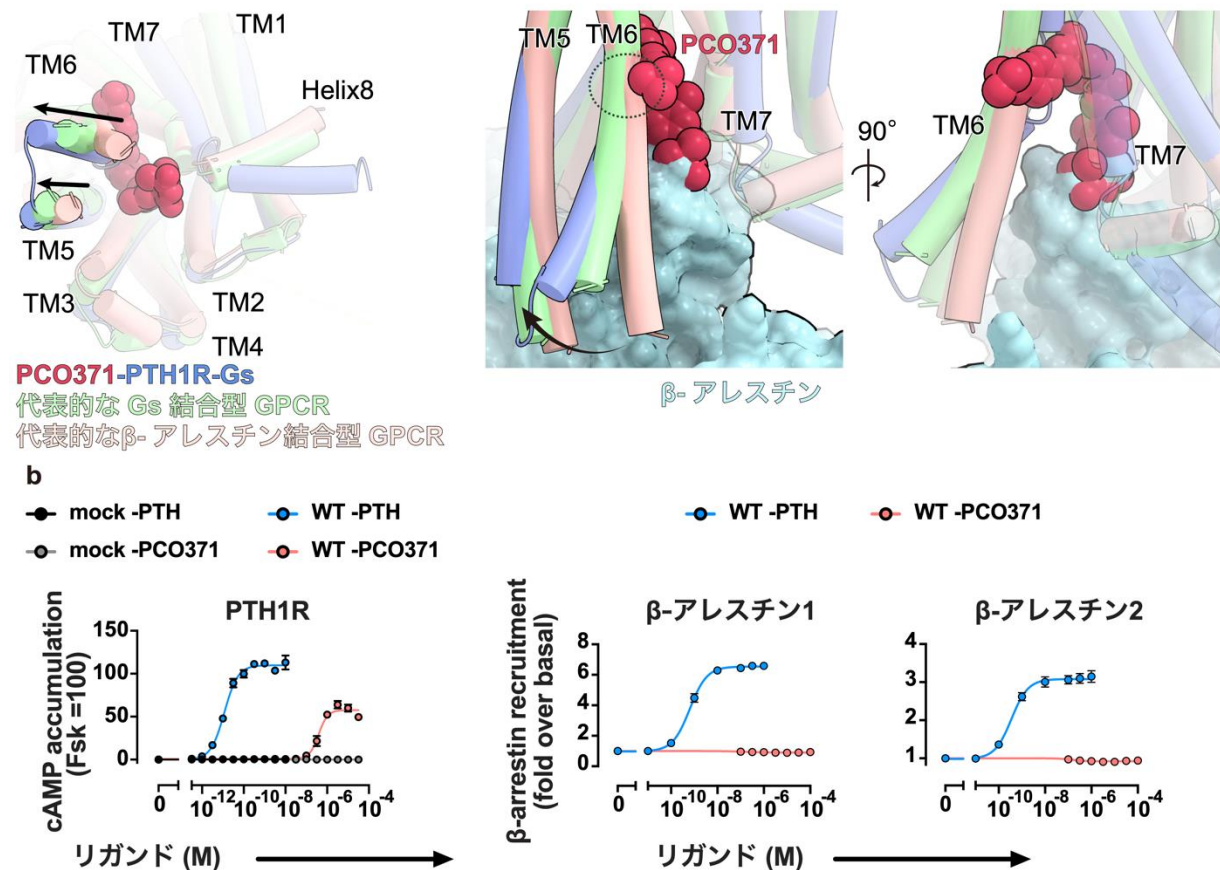 TM7
TM1
TM6
Helix8
TM5
TM3
TM2
TM4
PCO371-PTH1R-Gs
代表的な Gs 結合型 GPCR
代表的なβ- アレスチン結合型 GPCR
TM5
TM6
PCO371
TM7
β- アレスチン
90°
TM6
TM7
b
mock -PTH
WT -PTH
mock -PCO371
WT -PCO371
WT -PTH
WT -PCO371
PTH1R
cAMP accumulation
(Fsk =100)
150
100
50
0
0
10-12
10-10
10-8
10-6
10-4
リガンド (M)
β-アレスチン1
β-arrestin recruitment
(fold over basal)
8
6
4
2
0
0
10-10
10-8
10-6
10-4
β-アレスチン2
4
3
2
1
0
10-10
10-8
10-6
10-4
リガンド (M)